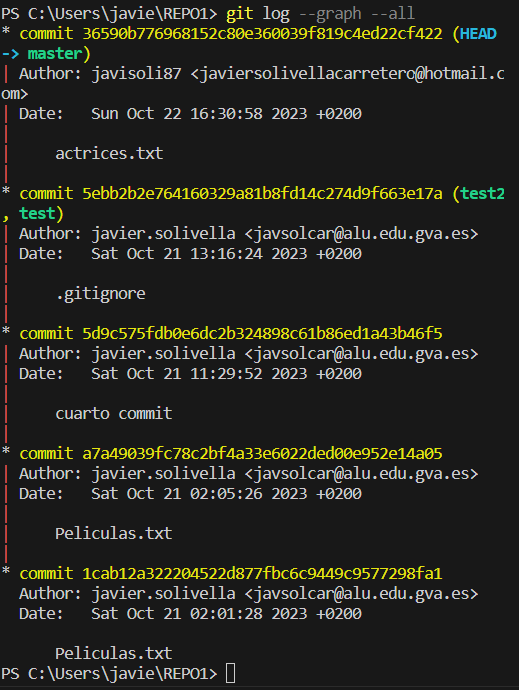 PS C:\Users\javie\REPO1> git log --graph --all
* commit 36590b776968152c80e360039f819c4ed22cf422 (HEAD
-> master)
| Author: javisoli87 <javiersolivellacarretero@hotmail.c
om>
| Date:   Sun Oct 22 16:30:58 2023 +0200
|
|     actrices.txt
|
* commit 5ebb2b2e764160329a81b8fd14c274d9f663e17a (test2
, test)
| Author: javier.solivella <javsolcar@alu.edu.gva.es>
| Date:   Sat Oct 21 13:16:24 2023 +0200
|
|     .gitignore
|
* commit 5d9c575fdb0e6dc2b324898c61b86ed1a43b46f5
| Author: javier.solivella <javsolcar@alu.edu.gva.es>
| Date:   Sat Oct 21 11:29:52 2023 +0200
|
|     cuarto commit
|
* commit a7a49039fc78c2bf4a33e6022ded00e952e14a05
| Author: javier.solivella <javsolcar@alu.edu.gva.es>
| Date:   Sat Oct 21 02:05:26 2023 +0200
|
|     Peliculas.txt
|
* commit 1cab12a322204522d877fbc6c9449c9577298fa1
  Author: javier.solivella <javsolcar@alu.edu.gva.es>
  Date:   Sat Oct 21 02:01:28 2023 +0200

      Peliculas.txt
PS C:\Users\javie\REPO1>